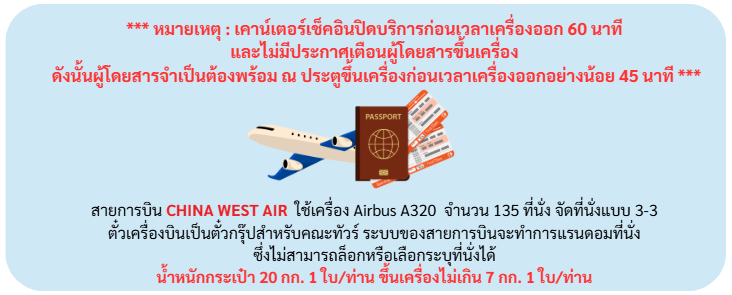 *** หมายเหตุ : เคาน์เตอร์เช็คอินปิดบริการก่อนเวลาเครื่องออก 60 นาที
และไม่มีประกาศเตือนผู้โดยสารขึ้นเครื่อง
ดังนั้นผู้โดยสารจำเป็นต้องพร้อม ณ ประตูขึ้นเครื่องก่อนเวลาเครื่องออกอย่างน้อย 45 นาที ***
PASSPORT
สายการบิน CHINA WEST AIR ใช้เครื่อง Airbus A320 จำนวน 135 ที่นั่ง จัดที่นั่งแบบ 3-3
ตั๋วเครื่องบินเป็นตั๋วกรุ๊ปสำหรับคณะทัวร์ ระบบของสายการบินจะทำการแรนดอมที่นั่ง
ซึ่งไม่สามารถล็อกหรือเลือกระบุที่นั่งได้
น้ำหนักกระเป๋า 20 กก. 1 ใบ/ท่าน ขึ้นเครื่องไม่เกิน 7 กก. 1 ใบ/ท่าน